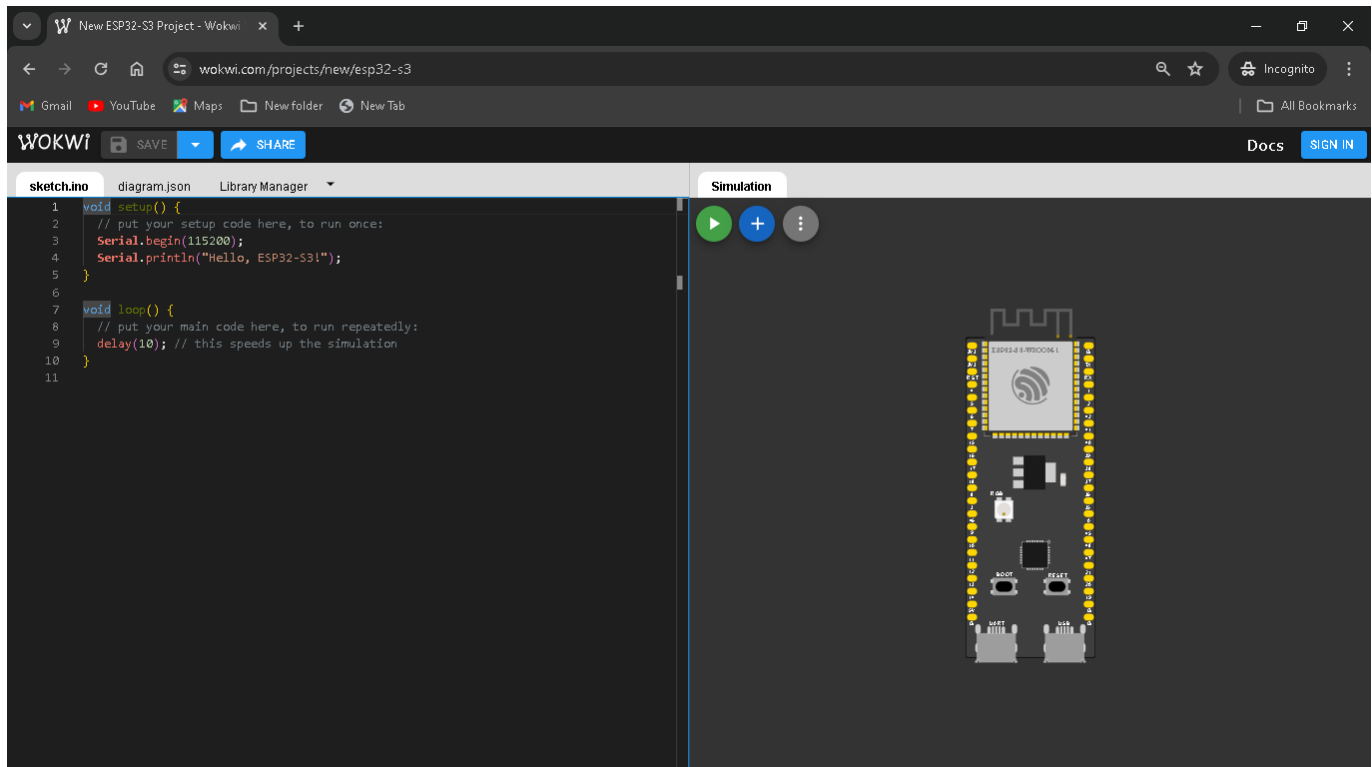 New ESP32-S3 Project - Wokwi
wokwi.com/projects/new/esp32-s3
Incognito
Gmail
YouTube
Maps
New folder
New Tab
All Bookmarks
WOKWi
SAVE
SHARE
Docs
SIGN IN
sketch.ino
diagram.json
Library Manager
Simulation
1 void setup() {
2 // put your setup code here, to run once:
3 Serial.begin(115200);
4 Serial.println("Hello, ESP32-S3!");
5 }
6
7 void loop() {
8 // put your main code here, to run repeatedly:
9 delay(10); // this speeds up the simulation
10 }
11
RGB
BOOT
RESET
UART
USB